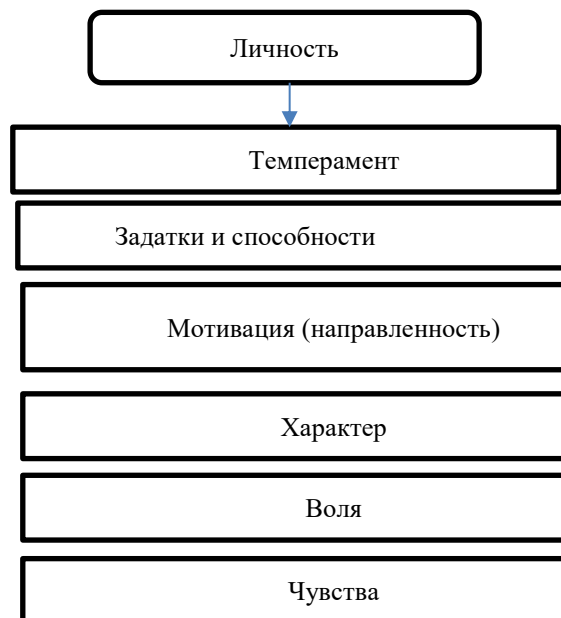 Личность
Темперамент
Задатки и способности
Мотивация (направленность)
Характер
Воля
Чувства